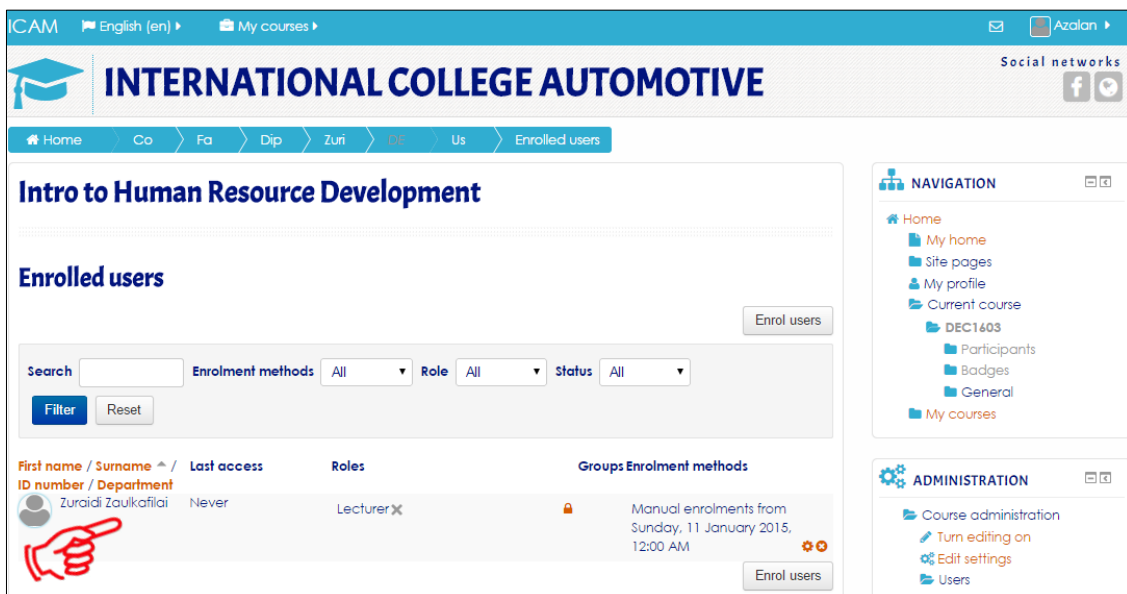 ICAM English (en) My courses Azalan
INTERNATIONAL COLLEGE AUTOMOTIVE
Social networks
Home Co Fa Dip Zuri DE Us Enrolled users
Intro to Human Resource Development
Enrolled users
Enrol users
Search Enrolment methods All Role All Status All
Filter Reset
First name / Surname / Last access Roles Groups Enrolment methods
ID number / Department
Zuraidi Zaulkafilai Never Lecturer Manual enrolments from
Sunday, 11 January 2015,
12:00 AM
Enrol users
NAVIGATION
Home
My home
Site pages
My profile
Current course
DEC1603
Participants
Badges
General
My courses
ADMINISTRATION
Course administration
Turn editing on
Edit settings
Users